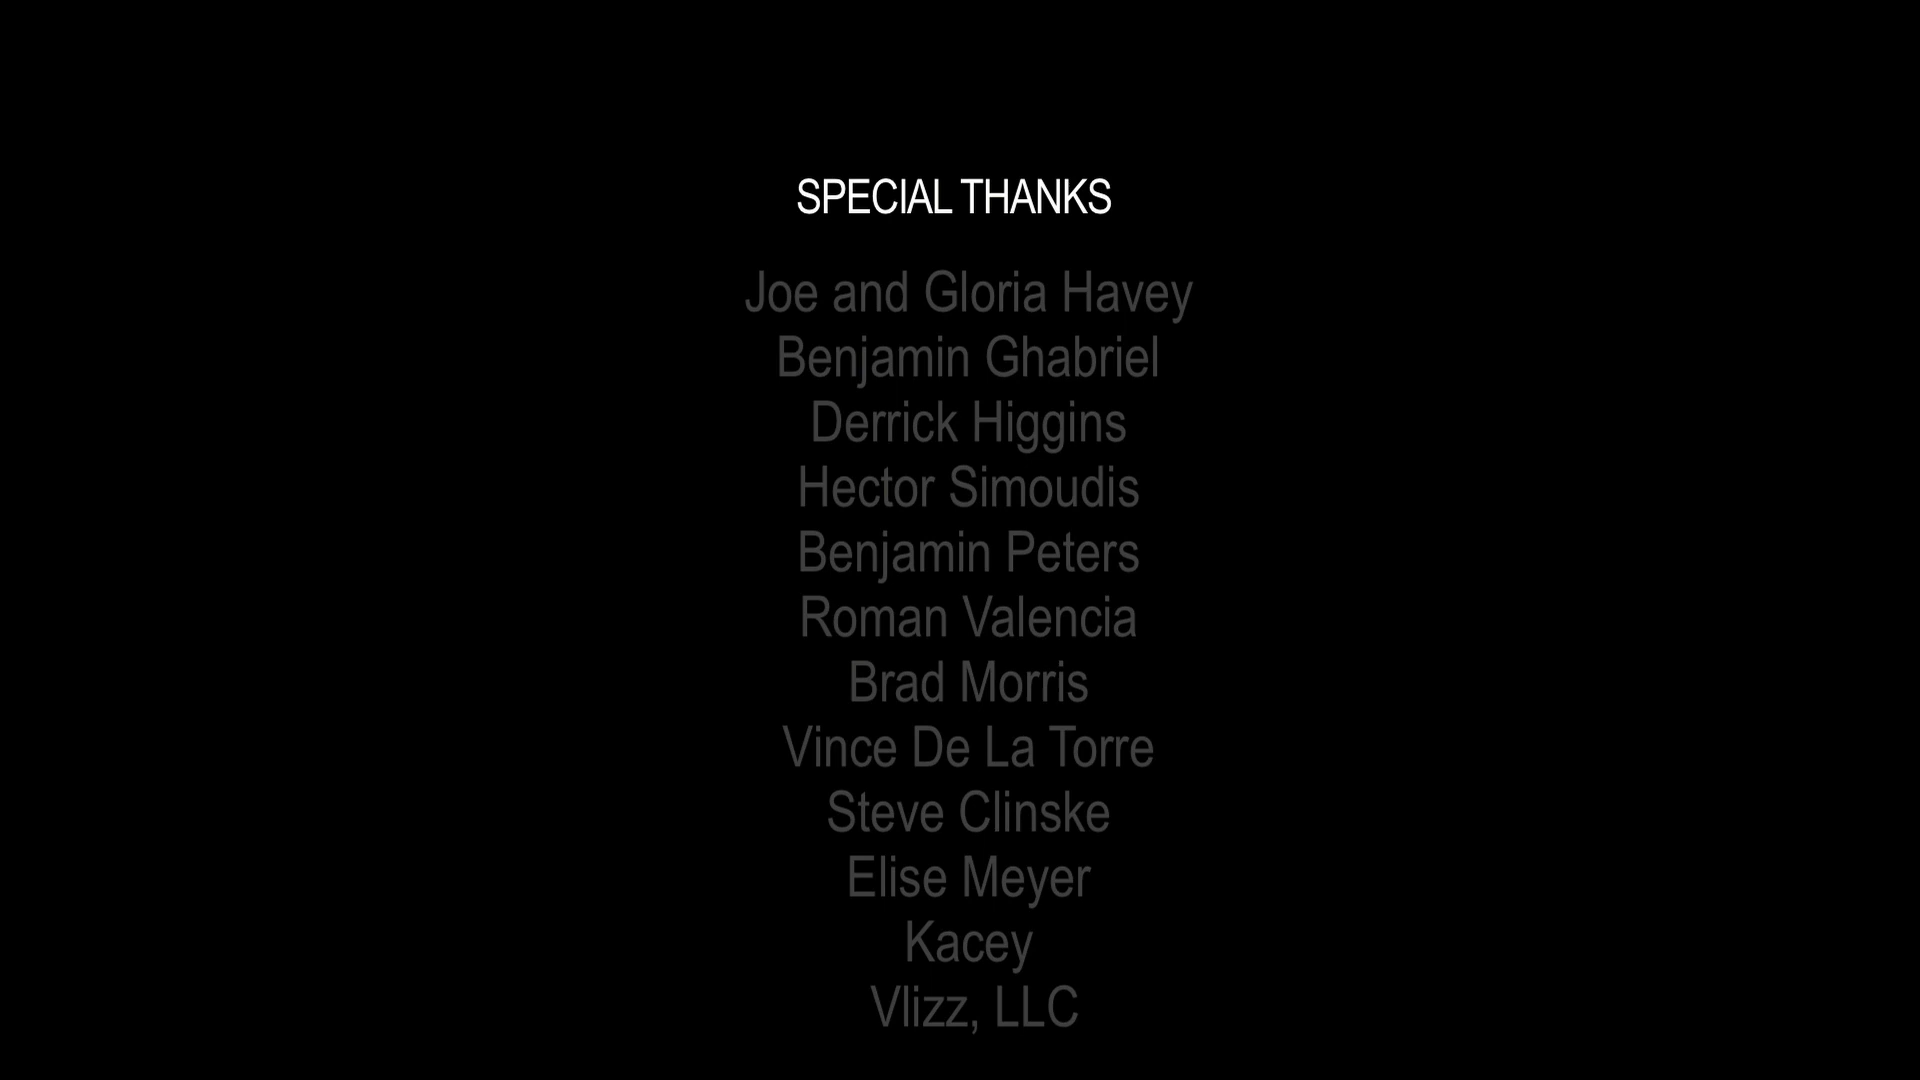 SPECIAL THANKS
Joe and Gloria Havey
Benjamin Ghabriel
Derrick Higgins
Hector Simoudis
Benjamin Peters
Roman Valencia
Brad Morris
Vince De La Torre
Steve Clinske
Elise Meyer
Kacey
Vlizz, LLC